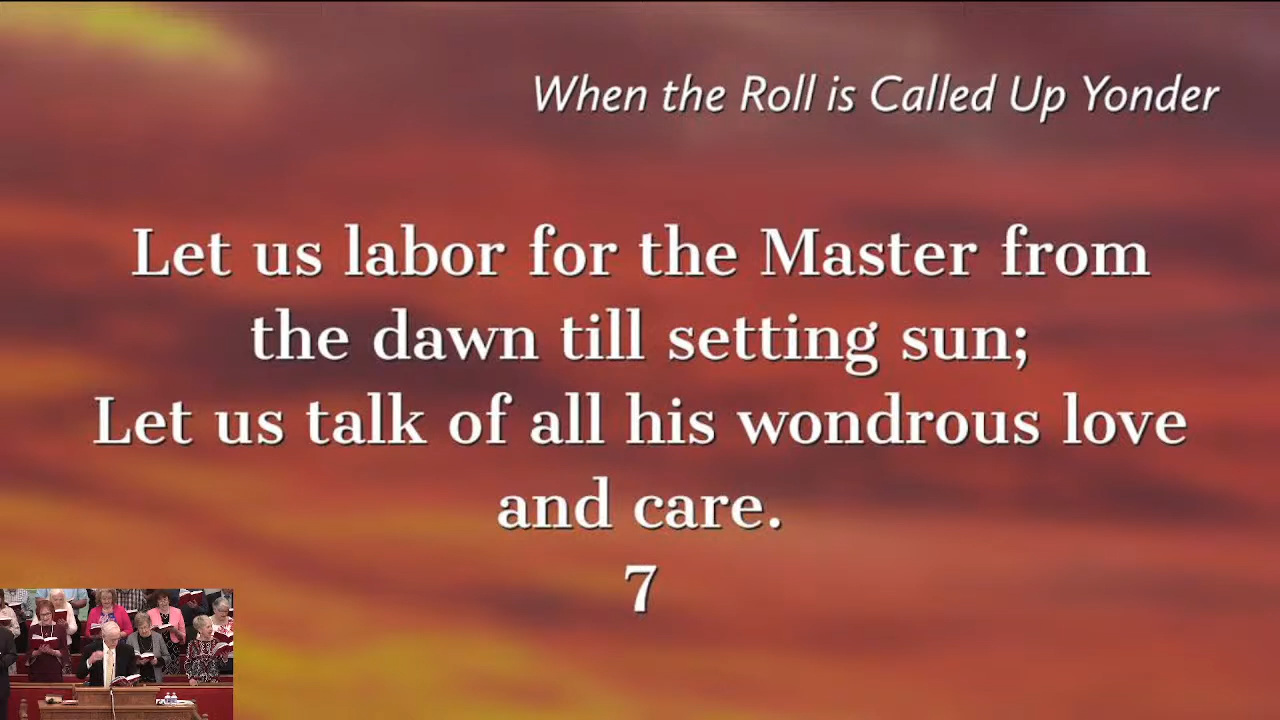 When the Roll is Called Up Yonder
Let us labor for the Master from
the dawn till setting sun;
Let us talk of all his wondrous love
and care.
7